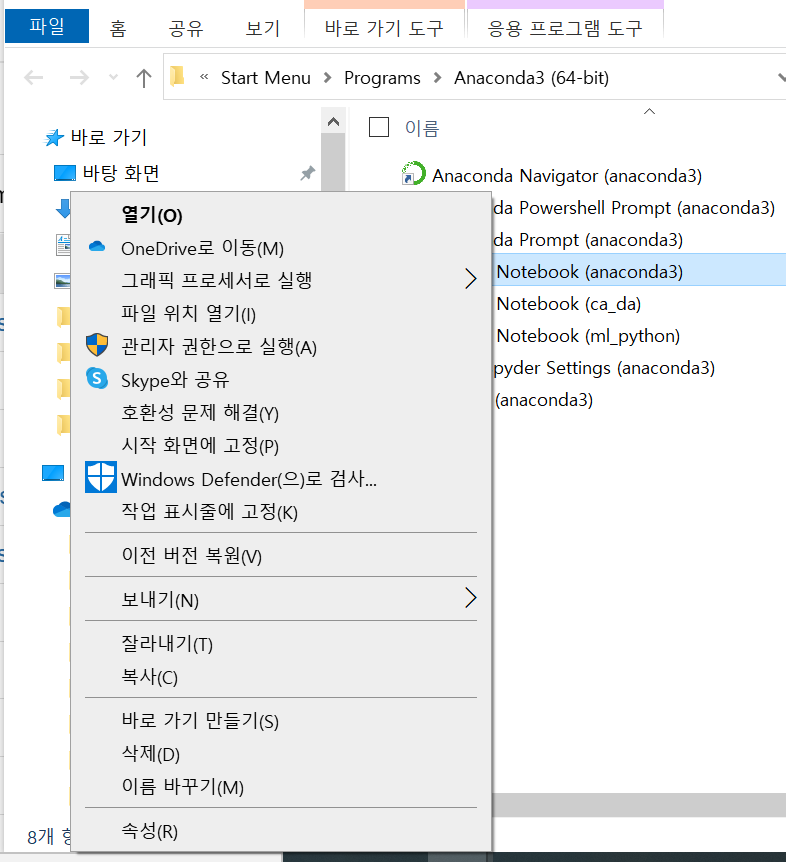 파일 홈 공유 보기 바로 가기 도구 응용 프로그램 도구
« Start Menu > Programs > Anaconda3 (64-bit)
바로 가기
바탕 화면
이름
Anaconda Navigator (anaconda3)
da Powershell Prompt (anaconda3)
da Prompt (anaconda3)
Notebook (anaconda3)
Notebook (ca_da)
Notebook (ml_python)
pyder Settings (anaconda3)
(anaconda3)
열기(O)
OneDrive로 이동(M)
그래픽 프로세서로 실행
파일 위치 열기(I)
관리자 권한으로 실행(A)
Skype와 공유
호환성 문제 해결(Y)
시작 화면에 고정(P)
Windows Defender(으)로 검사...
작업 표시줄에 고정(K)
이전 버전 복원(V)
보내기(N)
잘라내기(T)
복사(C)
바로 가기 만들기(S)
삭제(D)
이름 바꾸기(M)
속성(R)
8개